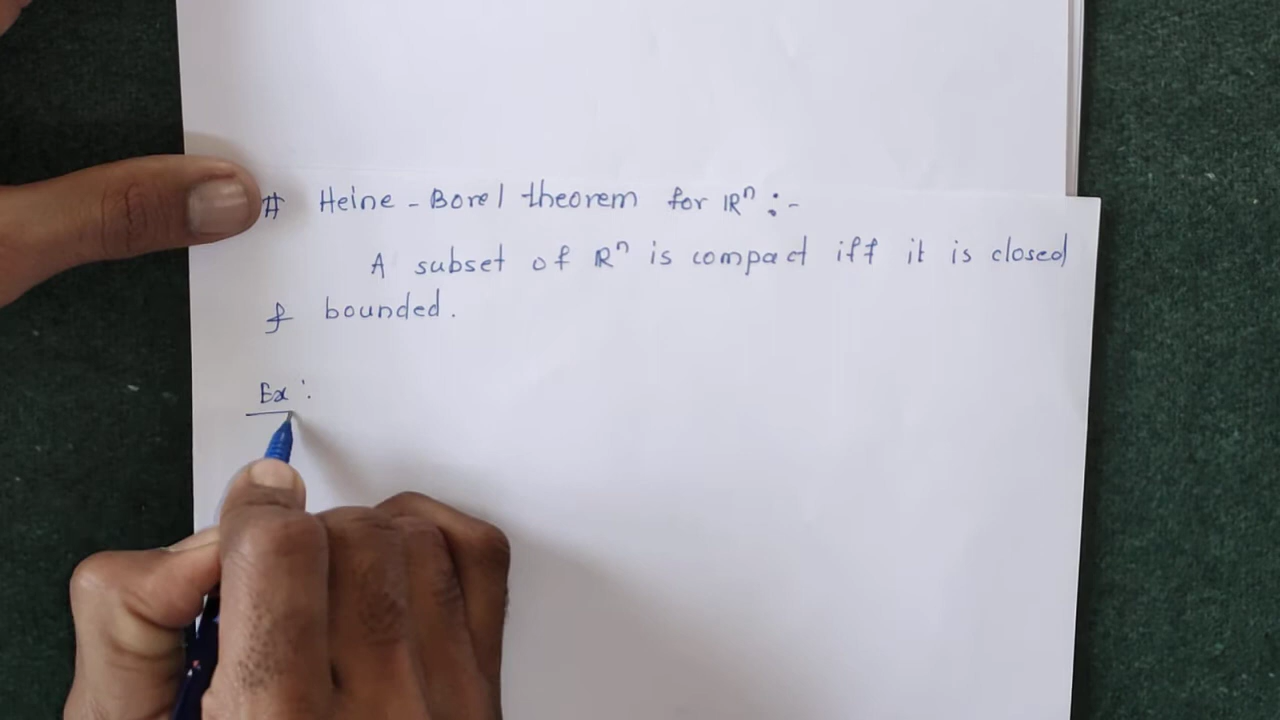 # Heine - Borel theorem for ℝⁿ :-
A subset of ℝⁿ is compact iff it is closed
& bounded.
Ex :